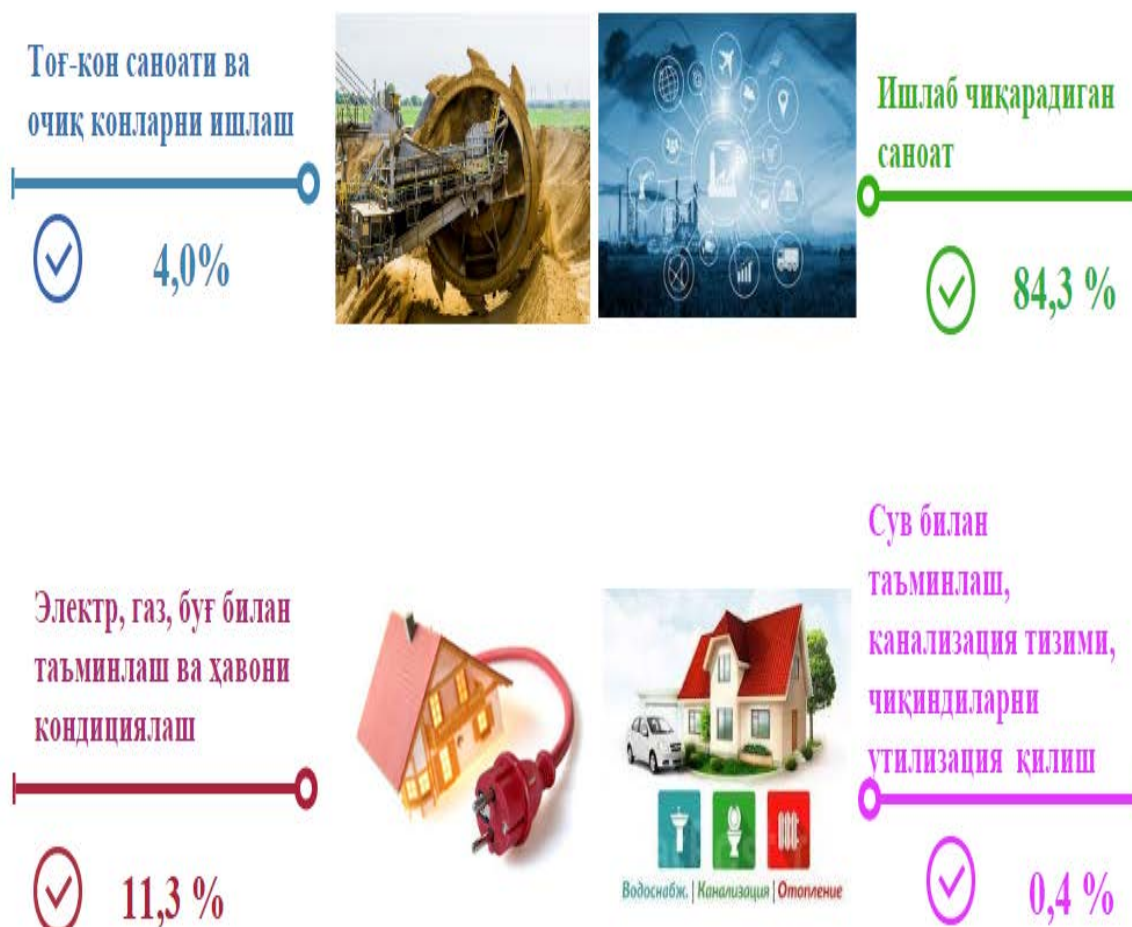 Тоғ-кон саноати ва
очиқ конларни ишлаш
4,0%
Ишлаб чиқарадиган
саноат
84,3 %
Электр, газ, буғ билан
таъминлаш ва ҳавони
кондициялаш
11,3 %
Сув билан
таъминлаш,
канализация тизими,
чиқиндиларни
утилизация қилиш
0,4 %
Водоснабж. | Канализация | Отопление